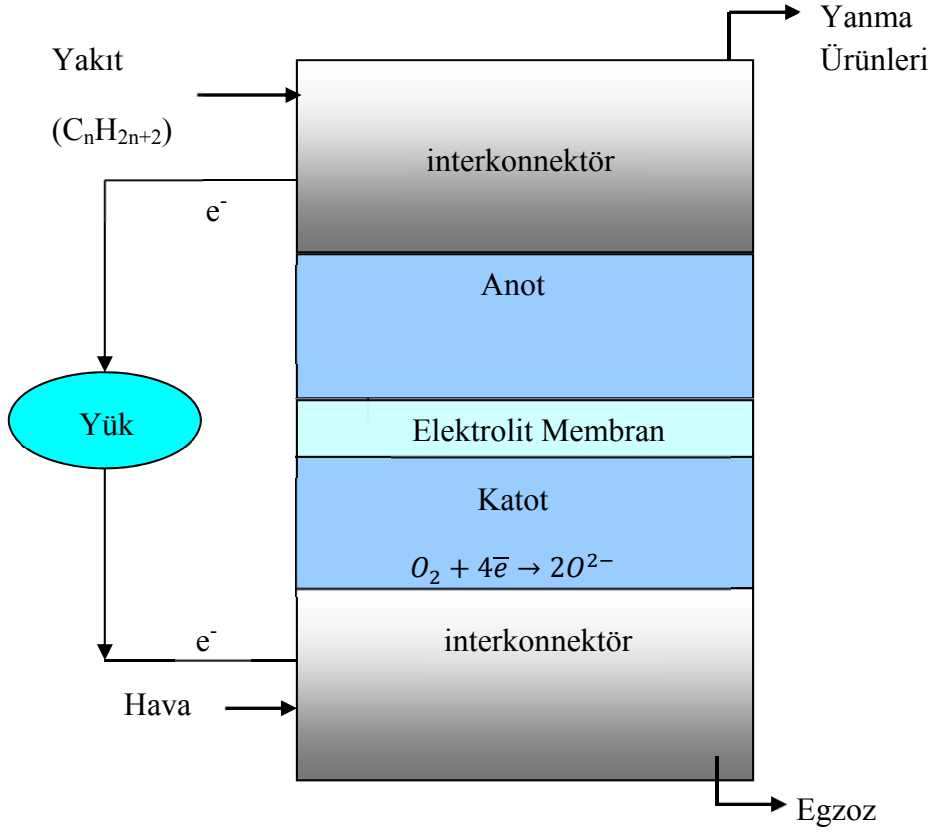 Yanma
Ürünleri
Yakıt
(CₙH₂ₙ₊₂)
interkonnektör
e⁻
Anot
Yük
Elektrolit Membran
Katot
O₂ + 4e̅ → 2O²⁻
e⁻
interkonnektör
Hava
Egzoz